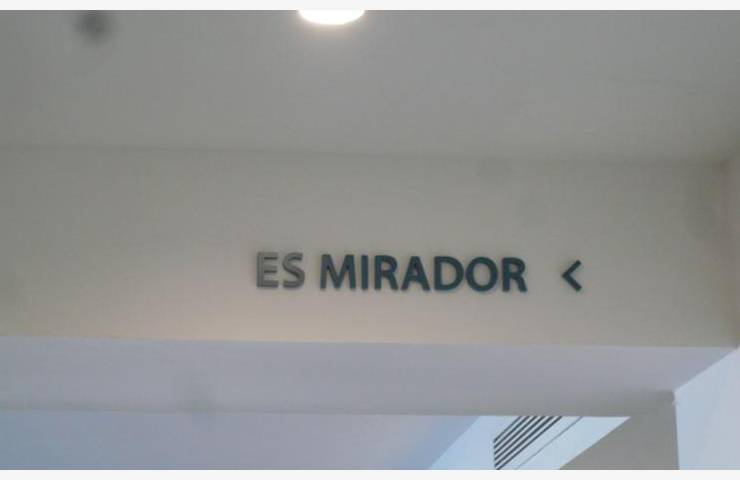 ES MIRADOR <